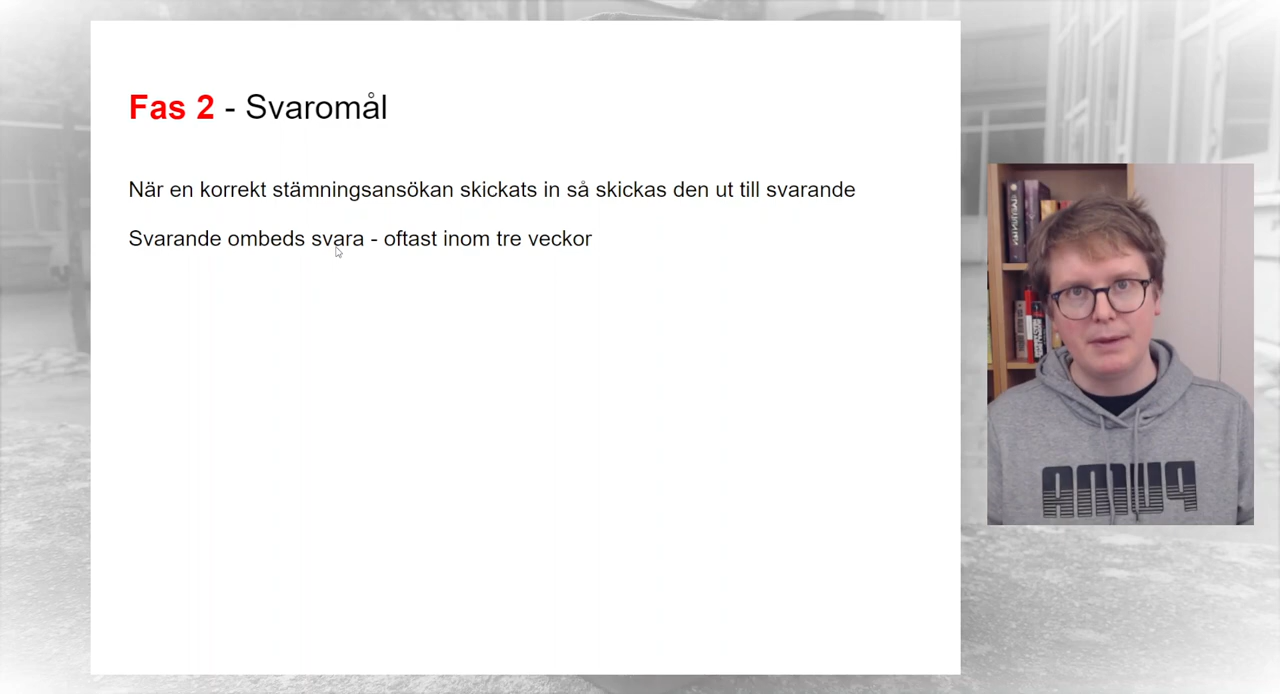 Fas 2 - Svaromål
När en korrekt stämningsansökan skickats in så skickas den ut till svarande
Svarande ombeds svara - oftast inom tre veckor